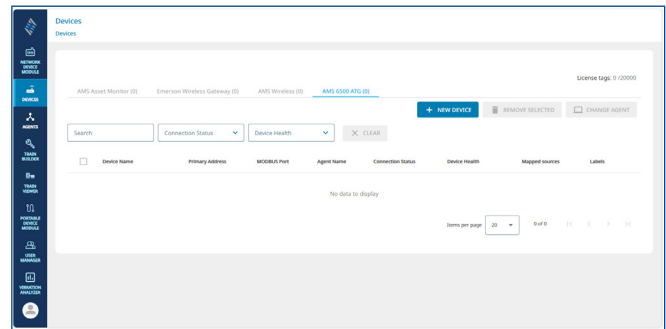 Devices
Devices
NETWORK
DEVICE
MODULE
DEVICES
AGENTS
TRAIN
BUILDER
TRAIN
VIEWER
PORTABLE
DEVICE
MODULE
USER
MANAGER
VIBRATION
ANALYZER
License tags: 0 /20000
AMS Asset Monitor (0) Emerson Wireless Gateway (0) AMS Wireless (0) AMS 6500 ATG (0)
+ NEW DEVICE REMOVE SELECTED CHANGE AGENT
Search Connection Status Device Health CLEAR
Device Name Primary Address MODBUS Port Agent Name Connection Status Device Health Mapped sources Labels
No data to display
Items per page 20 0 of 0